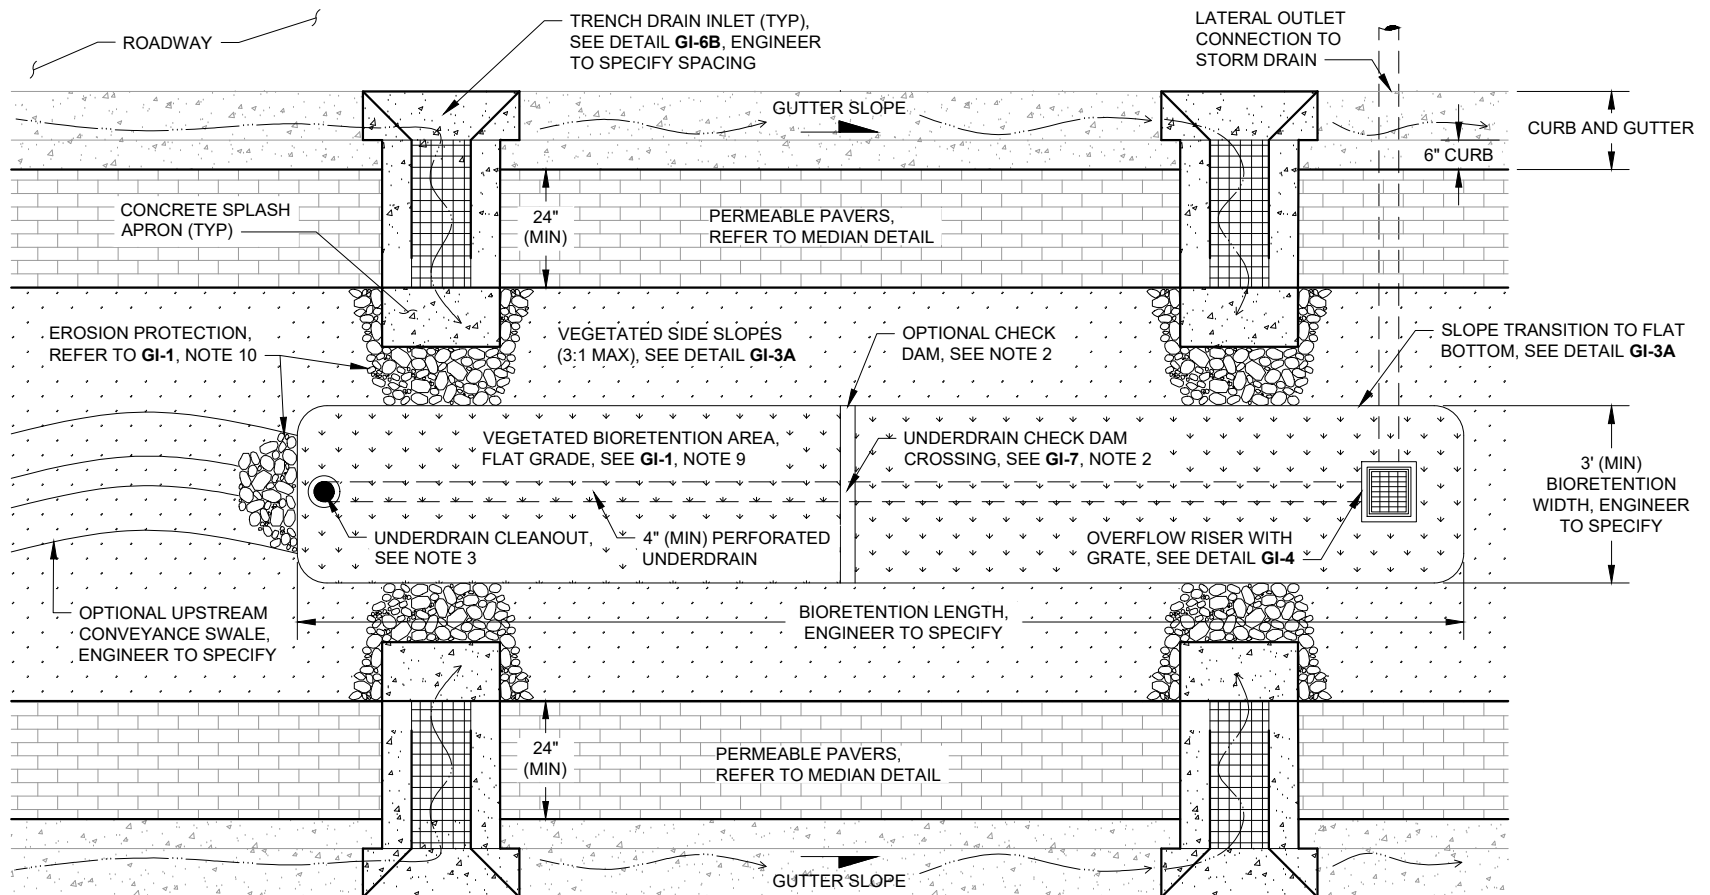 ROADWAY
TRENCH DRAIN INLET (TYP),
SEE DETAIL GI-6B, ENGINEER
TO SPECIFY SPACING
LATERAL OUTLET
CONNECTION TO
STORM DRAIN
GUTTER SLOPE
CURB AND GUTTER
6" CURB
CONCRETE SPLASH
APRON (TYP)
24"
(MIN)
PERMEABLE PAVERS,
REFER TO MEDIAN DETAIL
EROSION PROTECTION,
REFER TO GI-1, NOTE 10
VEGETATED SIDE SLOPES
(3:1 MAX), SEE DETAIL GI-3A
OPTIONAL CHECK
DAM, SEE NOTE 2
SLOPE TRANSITION TO FLAT
BOTTOM, SEE DETAIL GI-3A
VEGETATED BIORETENTION AREA,
FLAT GRADE, SEE GI-1, NOTE 9
UNDERDRAIN CHECK DAM
CROSSING, SEE GI-7, NOTE 2
3' (MIN)
BIORETENTION
WIDTH, ENGINEER
TO SPECIFY
UNDERDRAIN CLEANOUT,
SEE NOTE 3
4" (MIN) PERFORATED
UNDERDRAIN
OVERFLOW RISER WITH
GRATE, SEE DETAIL GI-4
OPTIONAL UPSTREAM
CONVEYANCE SWALE,
ENGINEER TO SPECIFY
BIORETENTION LENGTH,
ENGINEER TO SPECIFY
24"
(MIN)
PERMEABLE PAVERS,
REFER TO MEDIAN DETAIL
GUTTER SLOPE